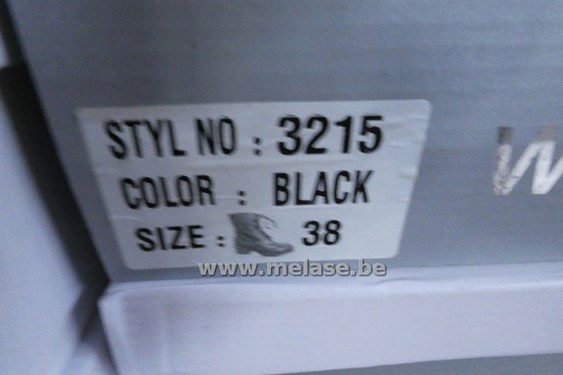 STYL NO : 3215
COLOR : BLACK
SIZE : 38
www.melase.be